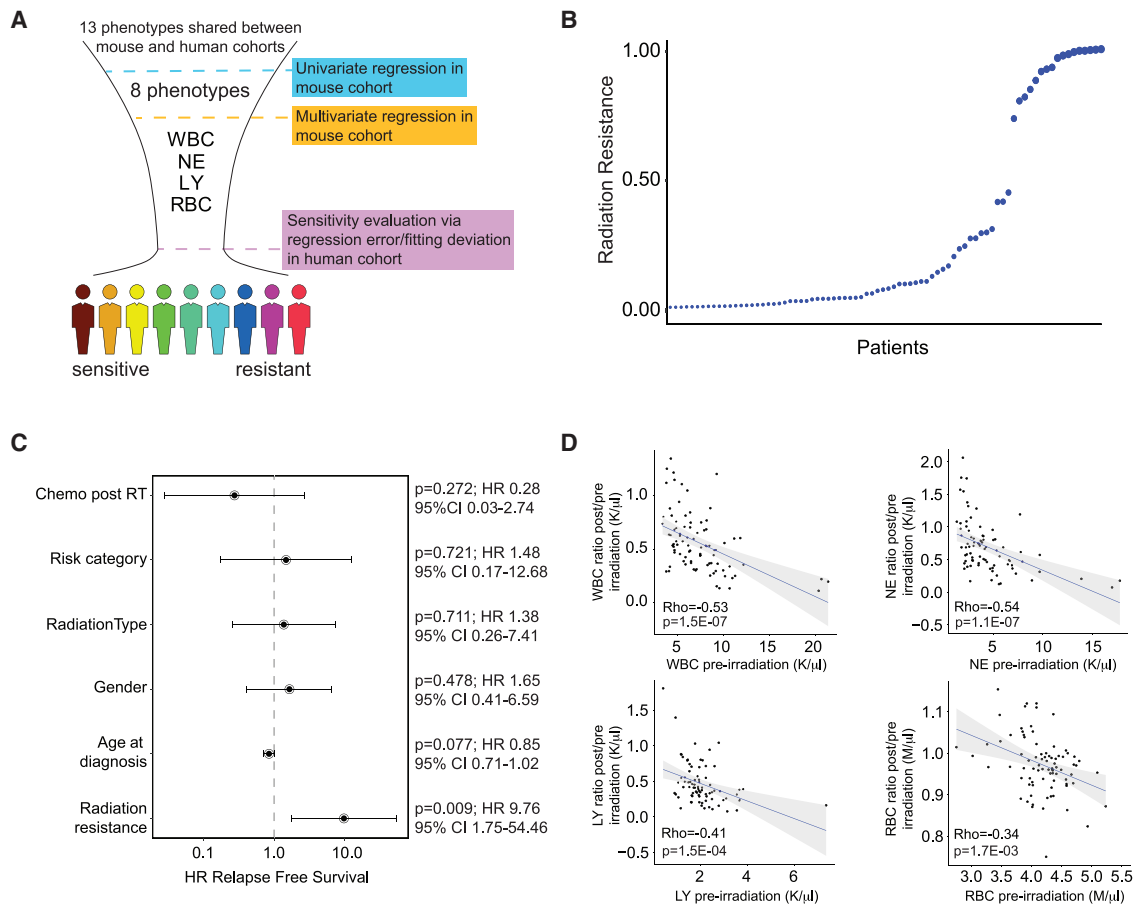 A
13 phenotypes shared between
mouse and human cohorts
Univariate regression in
mouse cohort
8 phenotypes
Multivariate regression in
mouse cohort
WBC
NE
LY
RBC
Sensitivity evaluation via
regression error/fitting deviation
in human cohort
sensitive
resistant
B
Radiation Resistance
1.00
0.50
0.00
Patients
C
Chemo post RT
p=0.272; HR 0.28
95%CI 0.03-2.74
Risk category
p=0.721; HR 1.48
95% CI 0.17-12.68
RadiationType
p=0.711; HR 1.38
95% CI 0.26-7.41
Gender
p=0.478; HR 1.65
95% CI 0.41-6.59
Age at
diagnosis
p=0.077; HR 0.85
95% CI 0.71-1.02
Radiation
resistance
p=0.009; HR 9.76
95% CI 1.75-54.46
0.1 1.0 10.0
HR Relapse Free Survival
D
WBC ratio post/pre
irradiation (K/µl)
1.0
0.5
0.0
Rho=-0.53
p=1.5E-07
5 10 15 20
WBC pre-irradiation (K/µl)
NE ratio post/pre
irradiation (K/µl)
2.0
1.5
1.0
0.5
0.0
−0.5
Rho=-0.54
p=1.1E-07
5 10 15
NE pre-irradiation (K/µl)
LY ratio post/pre
irradiation (K/µl)
1.5
1.0
0.5
0.0
−0.5
Rho=-0.41
p=1.5E-04
2 4 6
LY pre-irradiation (K/µl)
RBC ratio post/pre
irradiation (M/µl)
1.1
1.0
0.9
0.8
Rho=-0.34
p=1.7E-03
3.0 3.5 4.0 4.5 5.0 5.5
RBC pre-irradiation (M/µl)